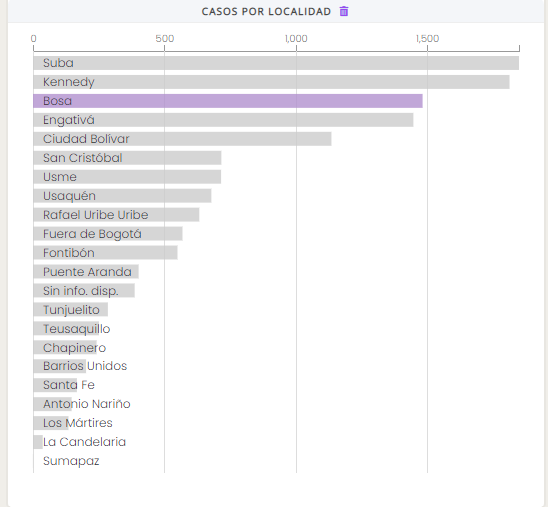 CASOS POR LOCALIDAD
0 500 1,000 1,500
Suba
Kennedy
Bosa
Engativá
Ciudad Bolívar
San Cristóbal
Usme
Usaquén
Rafael Uribe Uribe
Fuera de Bogotá
Fontibón
Puente Aranda
Sin info. disp.
Tunjuelito
Teusaquillo
Chapinero
Barrios Unidos
Santa Fe
Antonio Nariño
Los Mártires
La Candelaria
Sumapaz